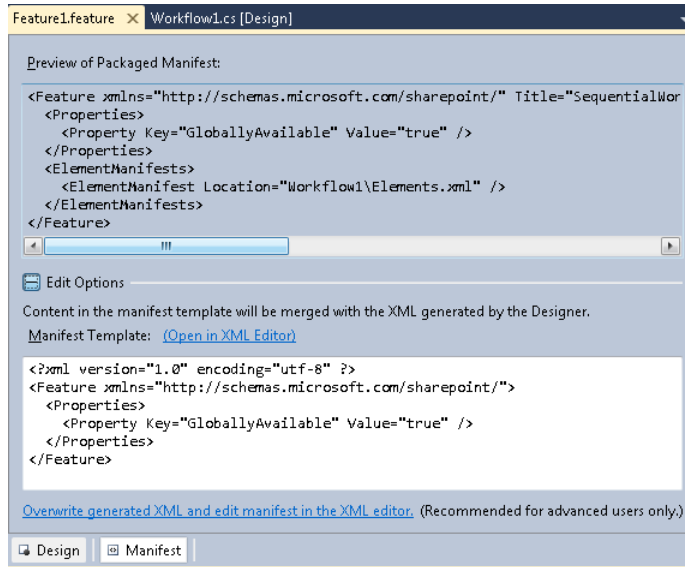 Feature1.feature Workflow1.cs [Design]
Preview of Packaged Manifest:
<Feature xmlns="http://schemas.microsoft.com/sharepoint/" Title="SequentialWor
<Properties>
<Property Key="GloballyAvailable" Value="true" />
</Properties>
<ElementManifests>
<ElementManifest Location="Workflow1\Elements.xml" />
</ElementManifests>
</Feature>
Edit Options
Content in the manifest template will be merged with the XML generated by the Designer.
Manifest Template: (Open in XML Editor)
<?xml version="1.0" encoding="utf-8" ?>
<Feature xmlns="http://schemas.microsoft.com/sharepoint/">
<Properties>
<Property Key="GloballyAvailable" Value="true" />
</Properties>
</Feature>
Overwrite generated XML and edit manifest in the XML editor. (Recommended for advanced users only.)
Design Manifest